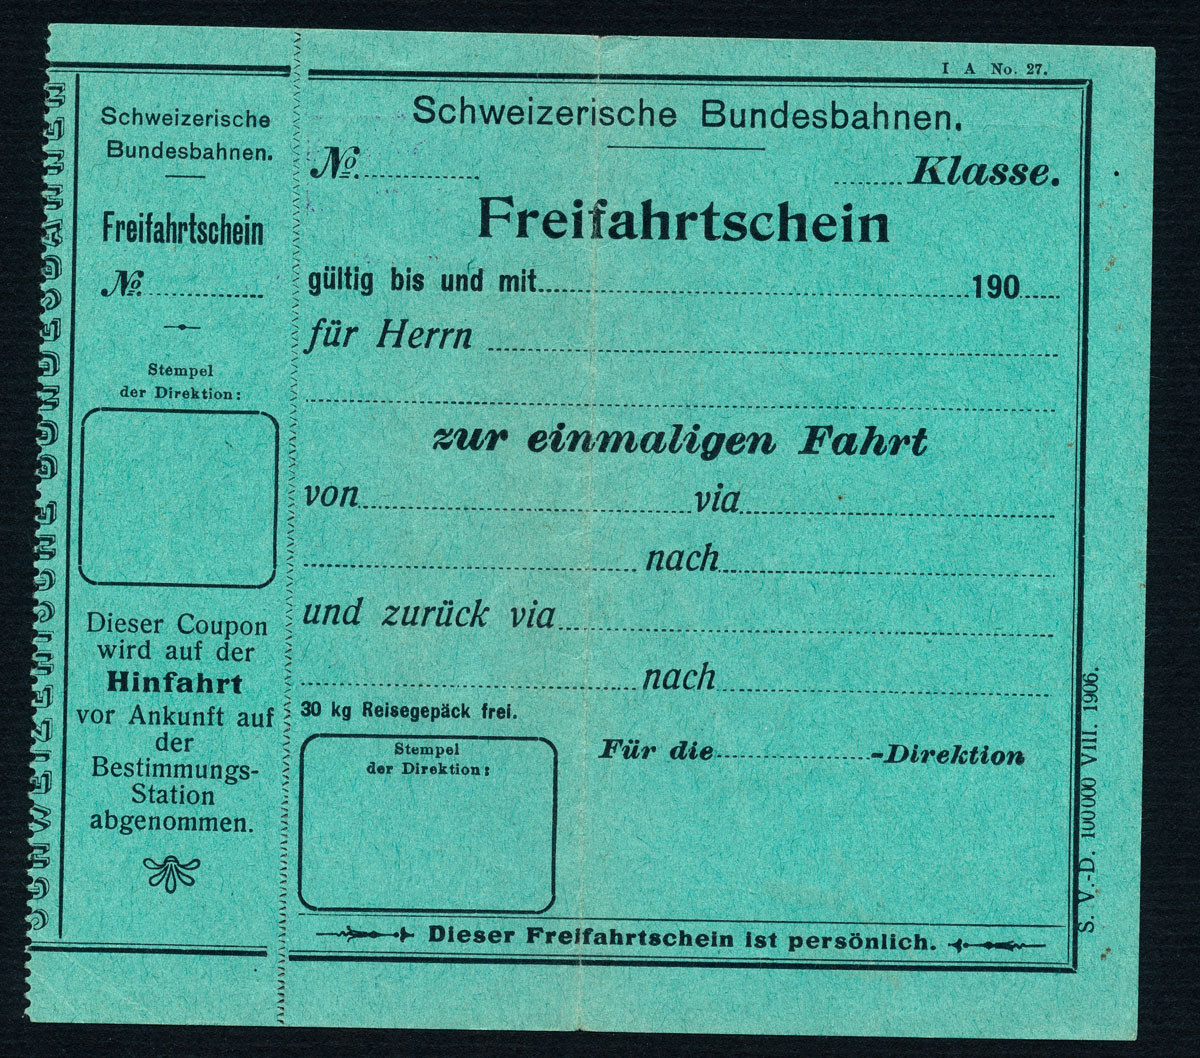 I A No. 27.
SCHWEIZERISCHE BUNDESBAHNEN
Schweizerische
Bundesbahnen.
Freifahrtschein
No.
Stempel
der Direktion:
Dieser Coupon
wird auf der
Hinfahrt
vor Ankunft auf
der
Bestimmungs-
Station
abgenommen.
Schweizerische Bundesbahnen.
No. Klasse.
Freifahrtschein
gültig bis und mit 190
für Herrn
zur einmaligen Fahrt
von via
nach
und zurück via
nach
30 kg Reisegepäck frei.
Stempel
der Direktion:
Für die -Direktion
Dieser Freifahrtschein ist persönlich.
S. V.-D. 100000 VIII. 1906.